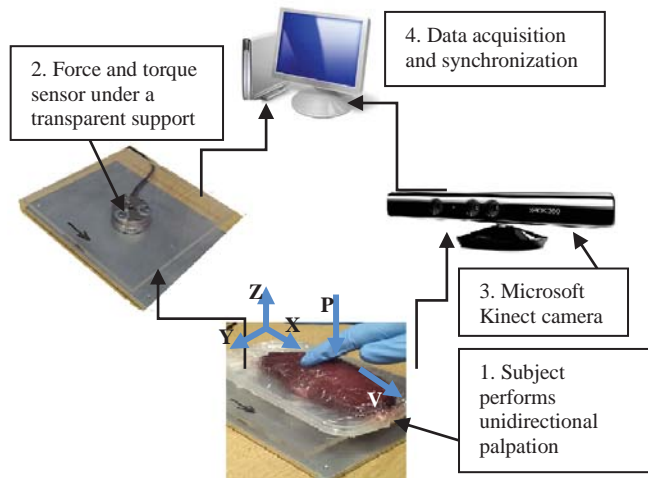 4. Data acquisition
and synchronization
2. Force and torque
sensor under a
transparent support
XBOX360
3. Microsoft
Kinect camera
Z
X
Y
P
V
1. Subject
performs
unidirectional
palpation